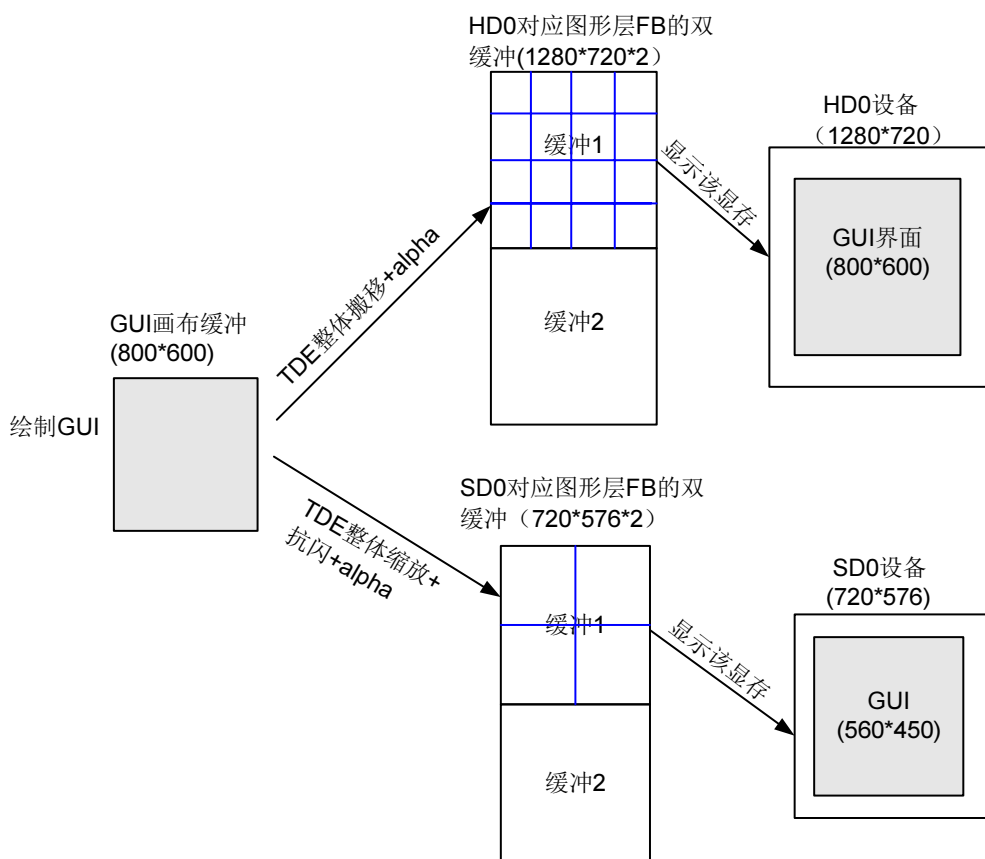 HD0对应图形层FB的双
缓冲(1280*720*2）
缓冲1
缓冲2
显示该显存
HD0设备
（1280*720）
GUI界面
(800*600)
TDE整体搬移+alpha
GUI画布缓冲
(800*600)
绘制GUI
TDE整体缩放+
抗闪+alpha
SD0对应图形层FB的双
缓冲（720*576*2）
缓冲1
缓冲2
显示该显存
SD0设备
(720*576)
GUI
(560*450)